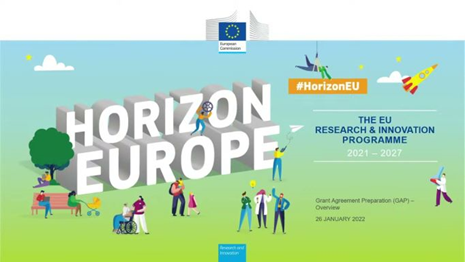 European
Commission
#HorizonEU
HORIZON
EUROPE
THE EU
RESEARCH & INNOVATION
PROGRAMME
2021 – 2027
Grant Agreement Preparation (GAP) –
Overview
26 JANUARY 2022
Research and
Innovation